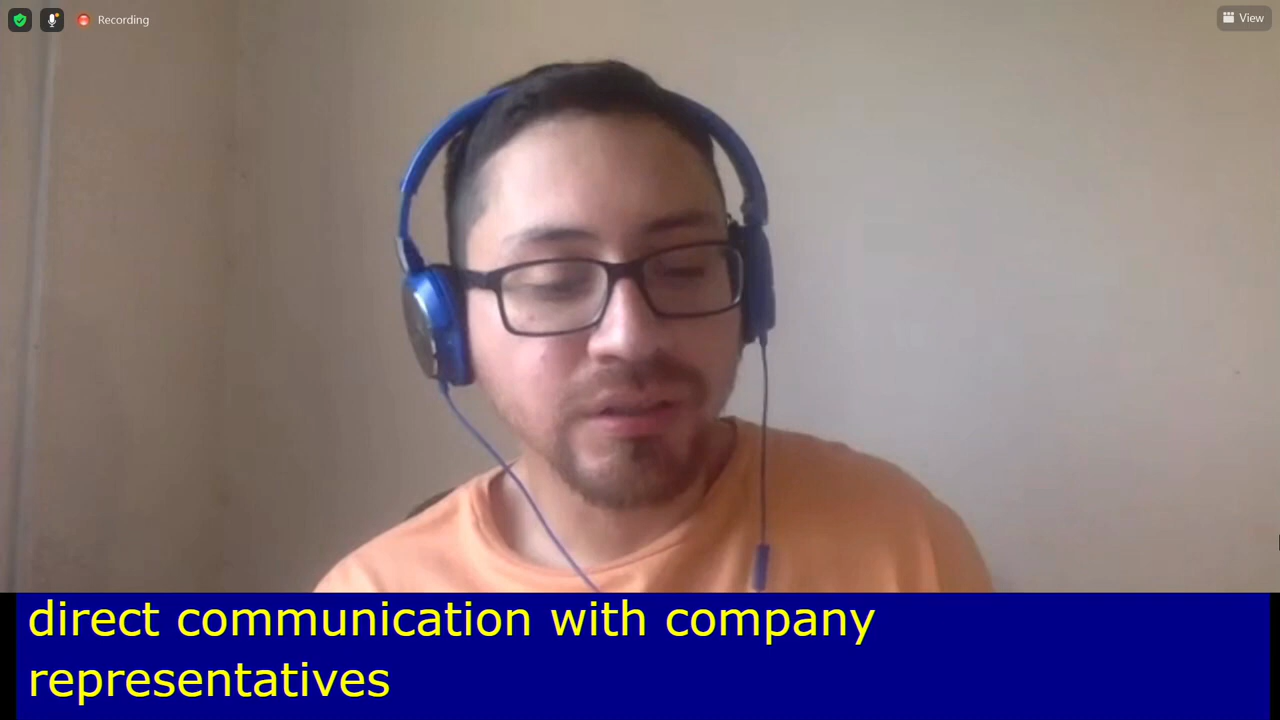 Recording
View
direct communication with company
representatives